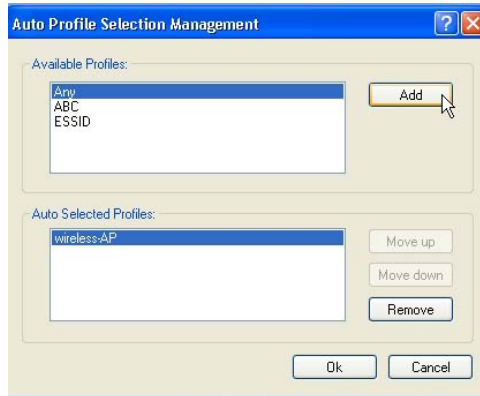 Auto Profile Selection Management
Available Profiles:
Any
ABC
ESSID
Add
Auto Selected Profiles:
wireless-AP
Move up
Move down
Remove
Ok
Cancel